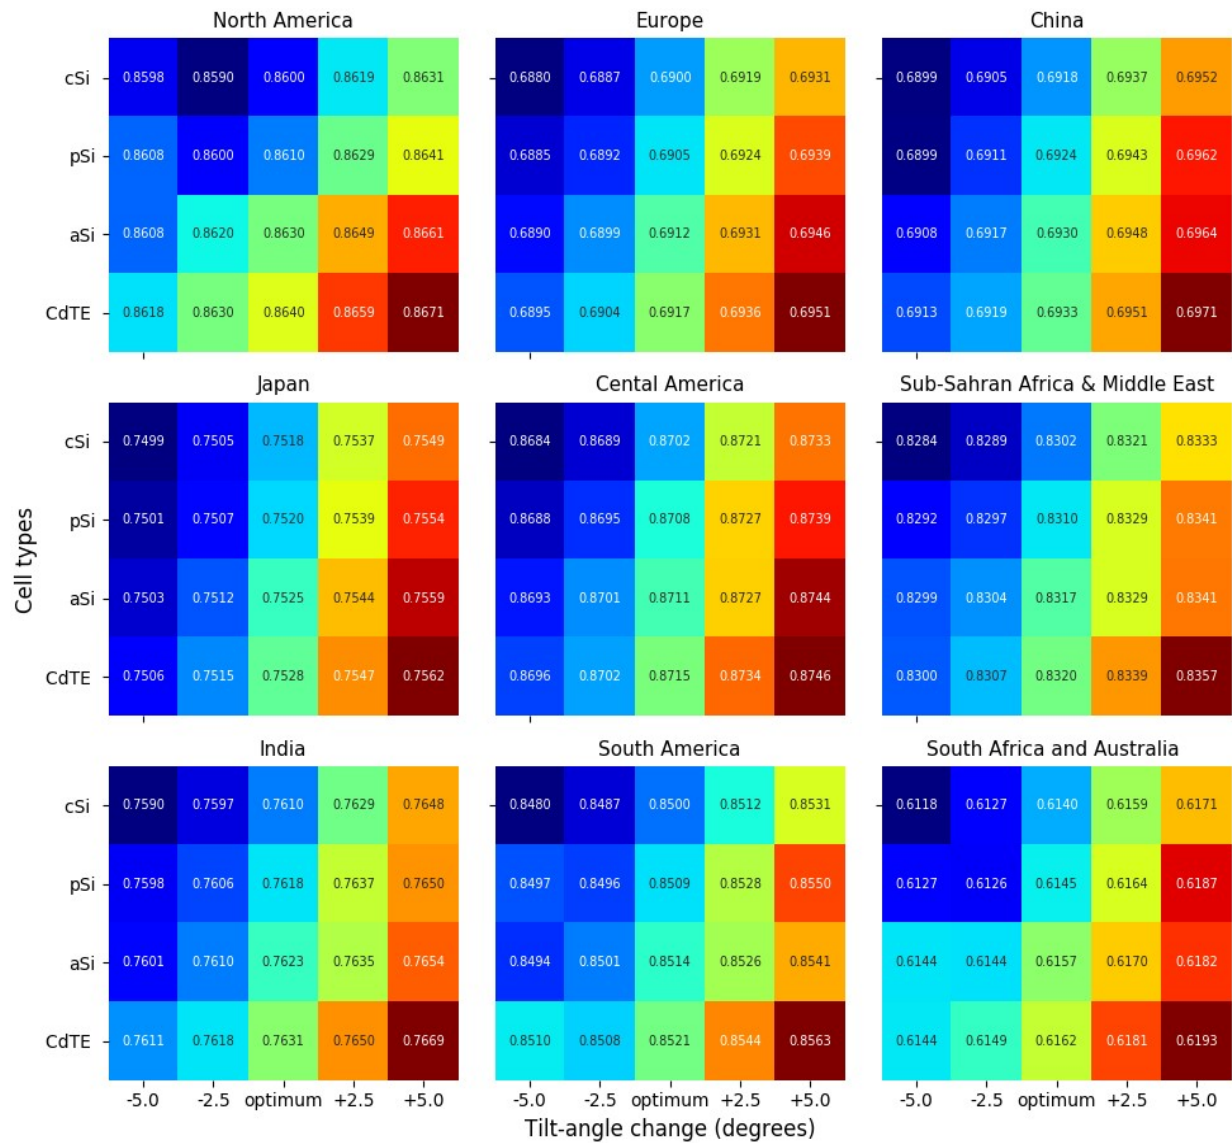 North America Europe China
cSi 0.8598 0.8590 0.8600 0.8619 0.8631 0.6880 0.6887 0.6900 0.6919 0.6931 0.6899 0.6905 0.6918 0.6937 0.6952
pSi 0.8608 0.8600 0.8610 0.8629 0.8641 0.6885 0.6892 0.6905 0.6924 0.6939 0.6899 0.6911 0.6924 0.6943 0.6962
aSi 0.8608 0.8620 0.8630 0.8649 0.8661 0.6890 0.6899 0.6912 0.6931 0.6946 0.6908 0.6917 0.6930 0.6948 0.6964
CdTE 0.8618 0.8630 0.8640 0.8659 0.8671 0.6895 0.6904 0.6917 0.6936 0.6951 0.6913 0.6919 0.6933 0.6951 0.6971
Japan Cental America Sub-Sahran Africa & Middle East
cSi 0.7499 0.7505 0.7518 0.7537 0.7549 0.8684 0.8689 0.8702 0.8721 0.8733 0.8284 0.8289 0.8302 0.8321 0.8333
pSi 0.7501 0.7507 0.7520 0.7539 0.7554 0.8688 0.8695 0.8708 0.8727 0.8739 0.8292 0.8297 0.8310 0.8329 0.8341
Cell types
aSi 0.7503 0.7512 0.7525 0.7544 0.7559 0.8693 0.8701 0.8711 0.8727 0.8744 0.8299 0.8304 0.8317 0.8329 0.8341
CdTE 0.7506 0.7515 0.7528 0.7547 0.7562 0.8696 0.8702 0.8715 0.8734 0.8746 0.8300 0.8307 0.8320 0.8339 0.8357
India South America South Africa and Australia
cSi 0.7590 0.7597 0.7610 0.7629 0.7648 0.8480 0.8487 0.8500 0.8512 0.8531 0.6118 0.6127 0.6140 0.6159 0.6171
pSi 0.7598 0.7606 0.7618 0.7637 0.7650 0.8497 0.8496 0.8509 0.8528 0.8550 0.6127 0.6126 0.6145 0.6164 0.6187
aSi 0.7601 0.7610 0.7623 0.7635 0.7654 0.8494 0.8501 0.8514 0.8526 0.8541 0.6144 0.6144 0.6157 0.6170 0.6182
CdTE 0.7611 0.7618 0.7631 0.7650 0.7669 0.8510 0.8508 0.8521 0.8544 0.8563 0.6144 0.6149 0.6162 0.6181 0.6193
-5.0 -2.5 optimum +2.5 +5.0 -5.0 -2.5 optimum +2.5 +5.0 -5.0 -2.5 optimum +2.5 +5.0
Tilt-angle change (degrees)